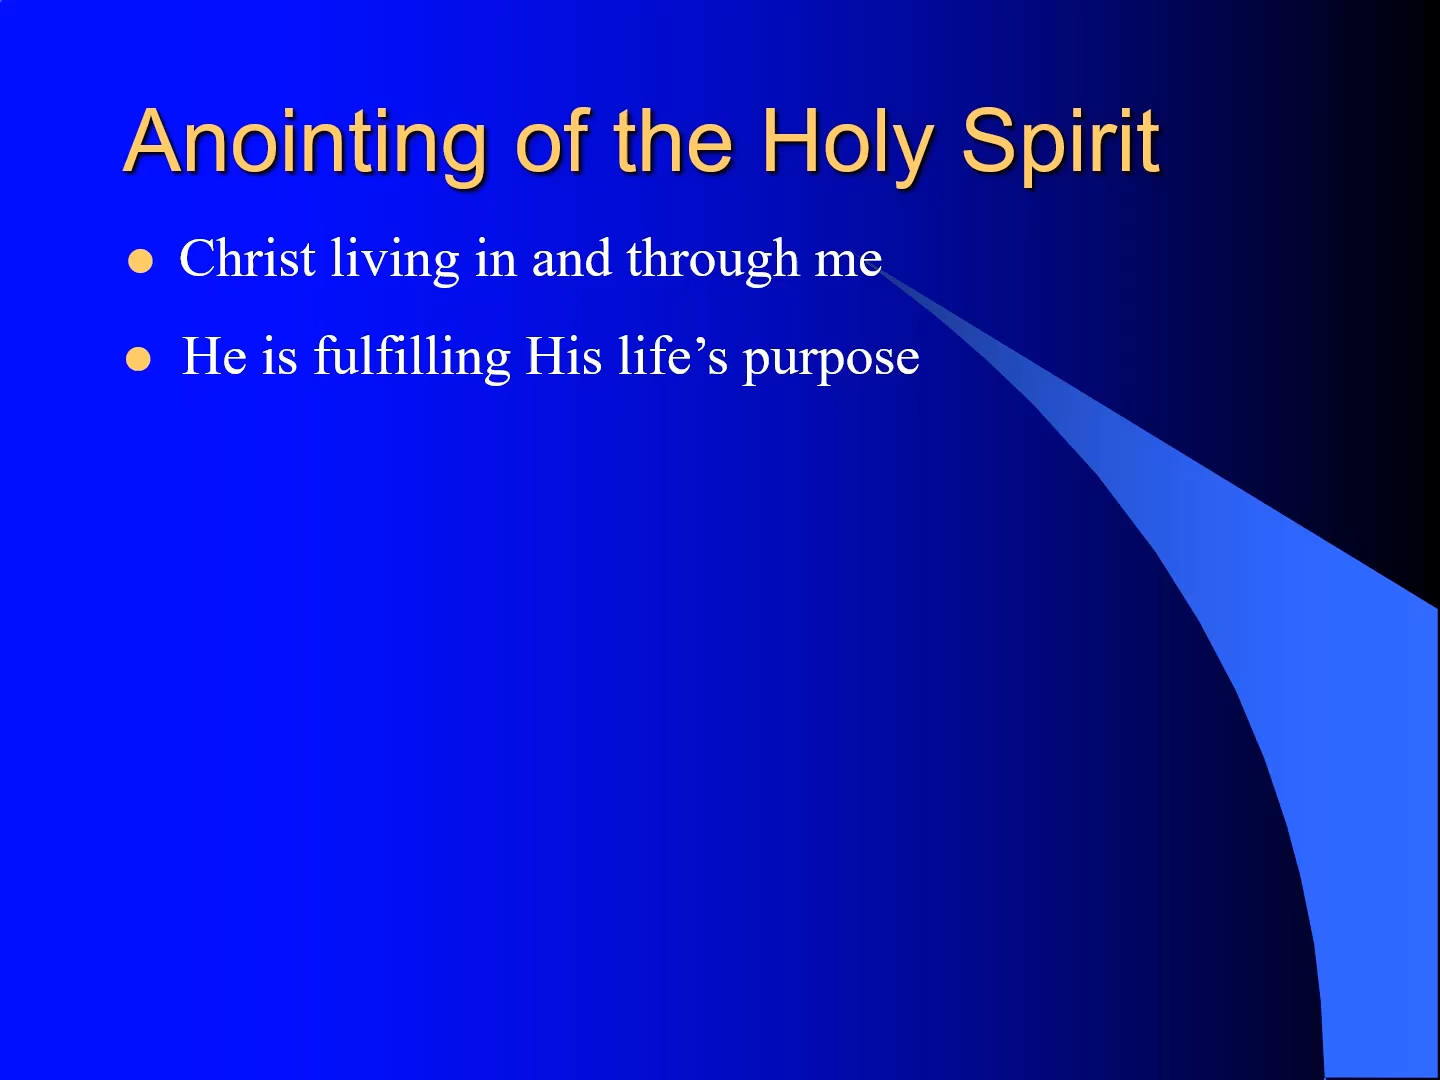 Anointing of the Holy Spirit
Christ living in and through me
He is fulfilling His life’s purpose